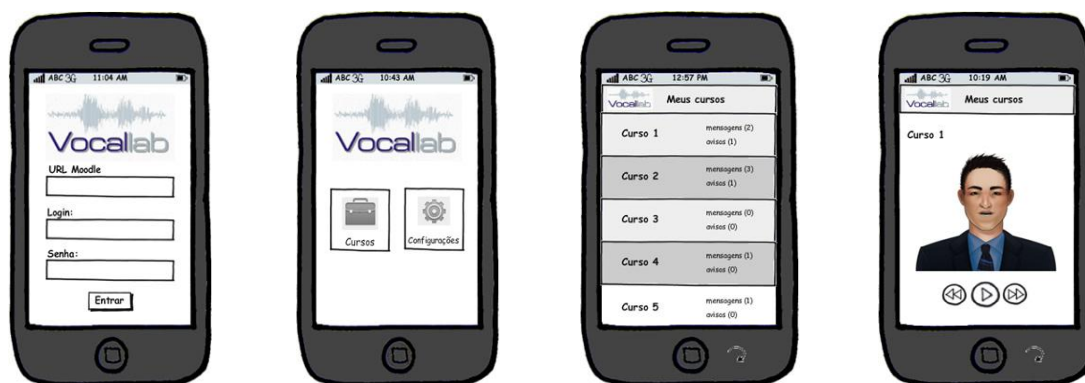 ABC 3G 11:04 AM
Vocallab
URL Moodle
Login:
Senha:
Entrar
ABC 3G 10:43 AM
Vocallab
Cursos
Configurações
ABC 3G 12:57 PM
Vocallab Meus cursos
Curso 1 mensagens (2)
avisos (1)
Curso 2 mensagens (3)
avisos (1)
Curso 3 mensagens (0)
avisos (0)
Curso 4 mensagens (1)
avisos (0)
Curso 5 mensagens (1)
avisos (0)
ABC 3G 10:19 AM
Vocallab Meus cursos
Curso 1